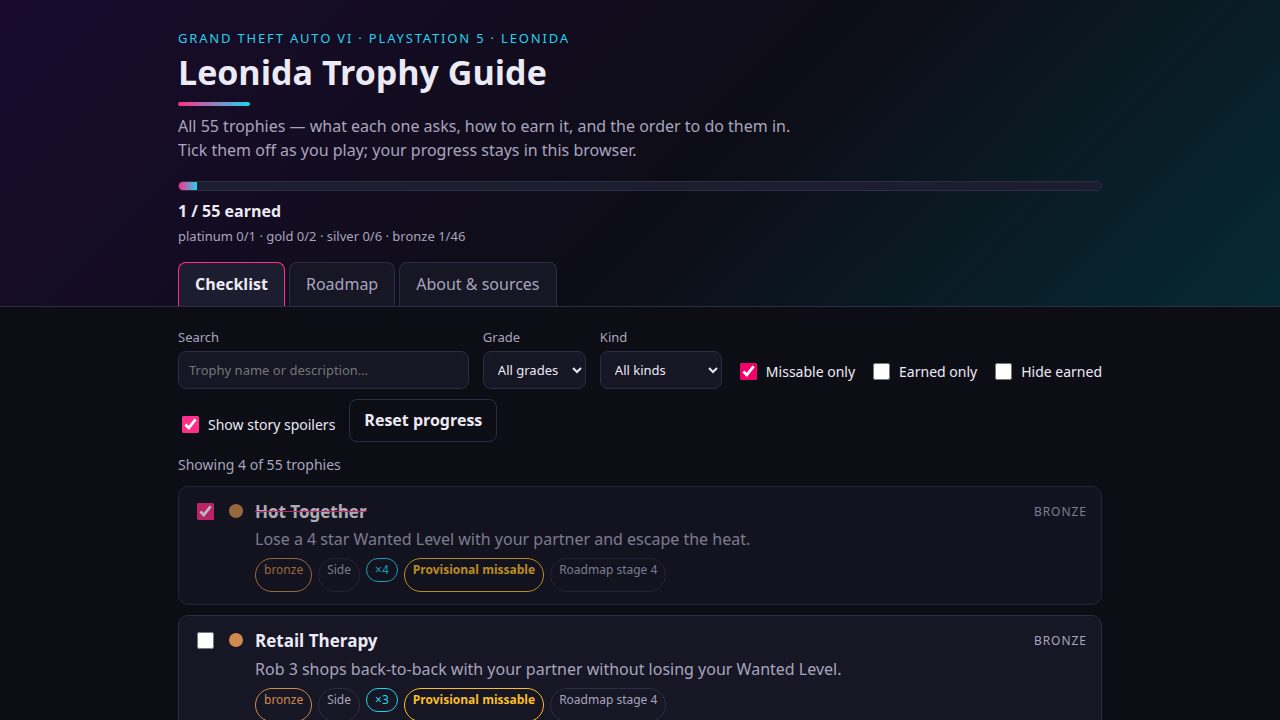 GRAND THEFT AUTO VI · PLAYSTATION 5 · LEONIDA
Leonida Trophy Guide
All 55 trophies — what each one asks, how to earn it, and the order to do them in.
Tick them off as you play; your progress stays in this browser.
1 / 55 earned
platinum 0/1 · gold 0/2 · silver 0/6 · bronze 1/46
Checklist Roadmap About & sources
Search Grade Kind
Trophy name or description... All grades All kinds Missable only Earned only Hide earned
Show story spoilers Reset progress
Showing 4 of 55 trophies
Hot Together BRONZE
Lose a 4 star Wanted Level with your partner and escape the heat.
bronze Side ×4 Provisional missable Roadmap stage 4
Retail Therapy BRONZE
Rob 3 shops back-to-back with your partner without losing your Wanted Level.
bronze Side ×3 Provisional missable Roadmap stage 4